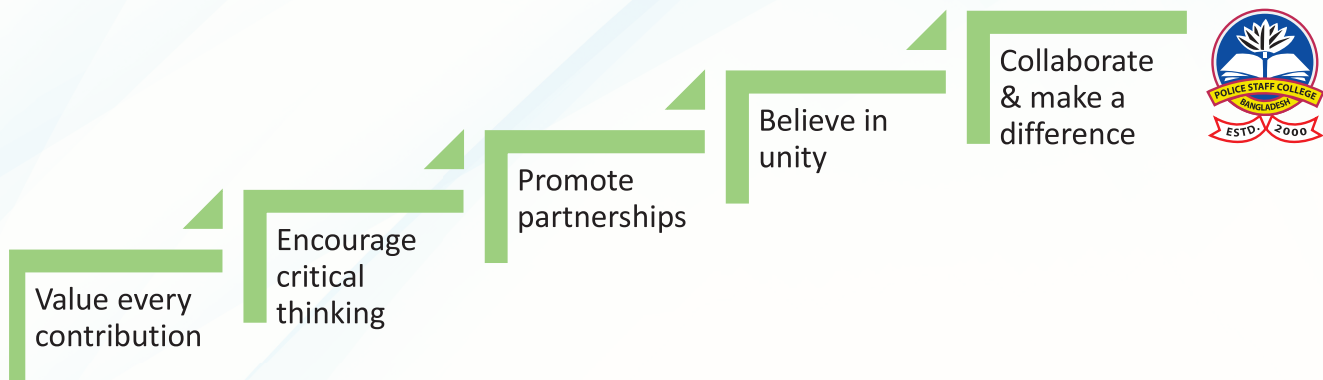 Value every
contribution
Encourage
critical
thinking
Promote
partnerships
Believe in
unity
Collaborate
& make a
difference
POLICE STAFF COLLEGE
BANGLADESH
ESTD. 2000